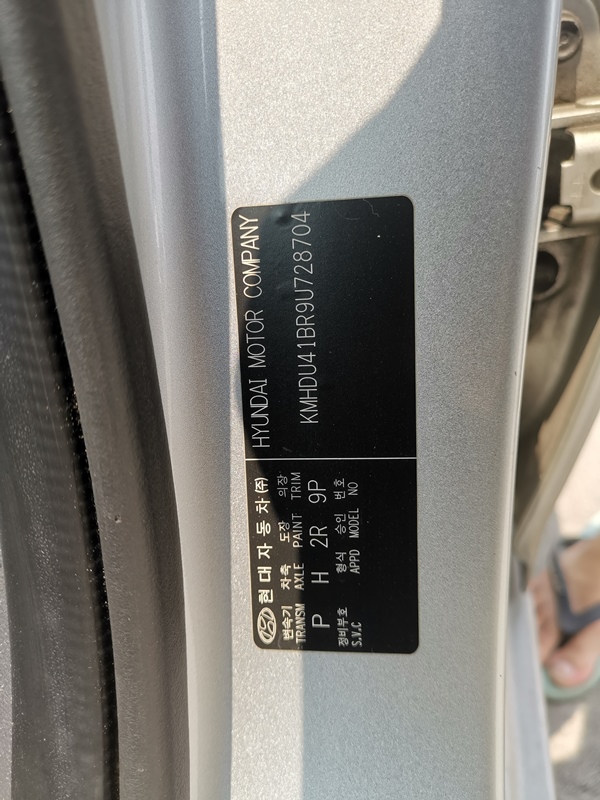 현대자동차(주) HYUNDAI MOTOR COMPANY
변속기 차축 도장 의장
TRANSM AXLE PAINT TRIM
KMHDU41BR9U728704
P H 2R 9P
정비부호 형식 승인 번호
S.V.C APPD MODEL NO